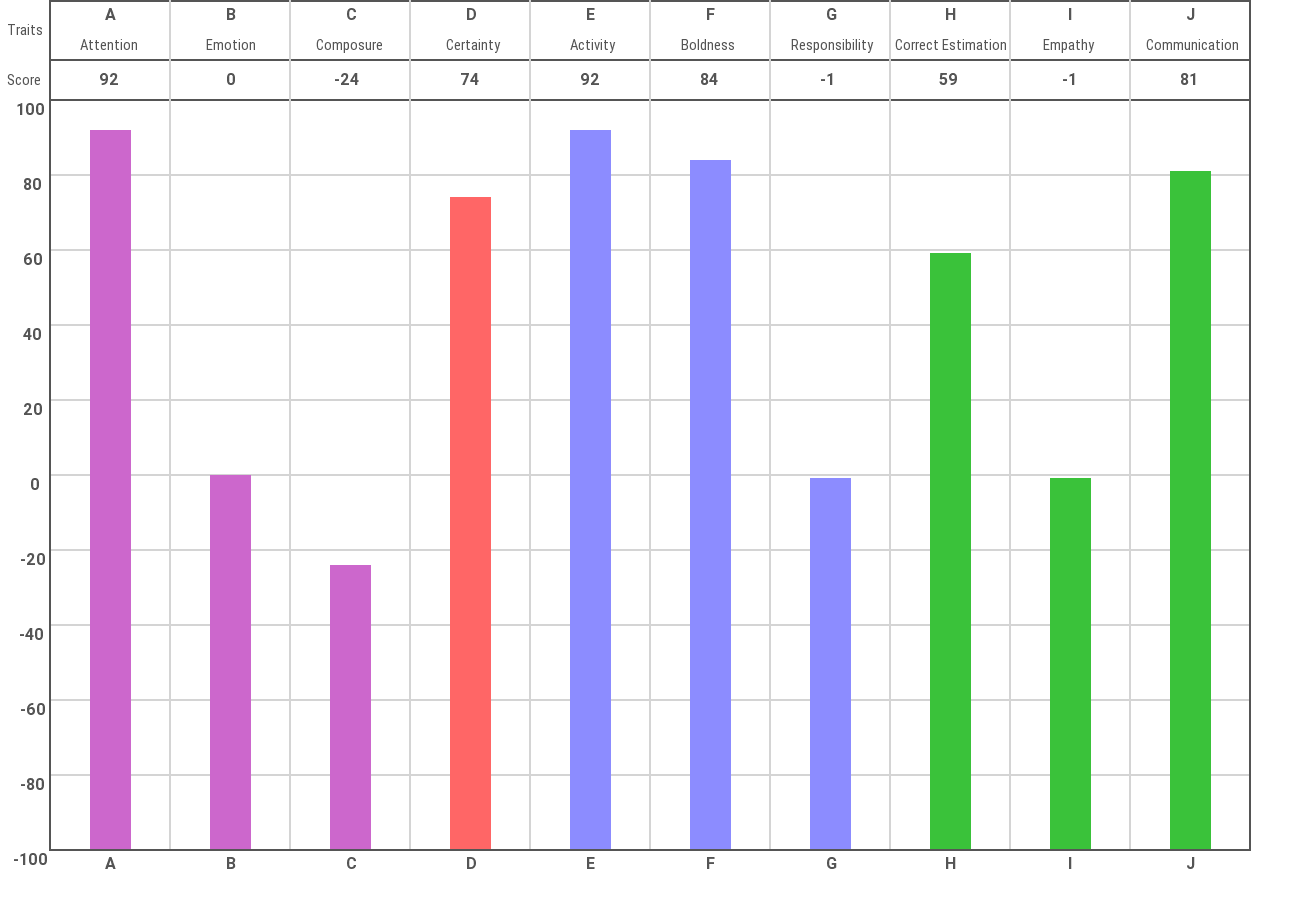 A B C D E F G H I J
Traits
Attention Emotion Composure Certainty Activity Boldness Responsibility Correct Estimation Empathy Communication
Score 92 0 -24 74 92 84 -1 59 -1 81
100
80
60
40
20
0
-20
-40
-60
-80
-100
A B C D E F G H I J